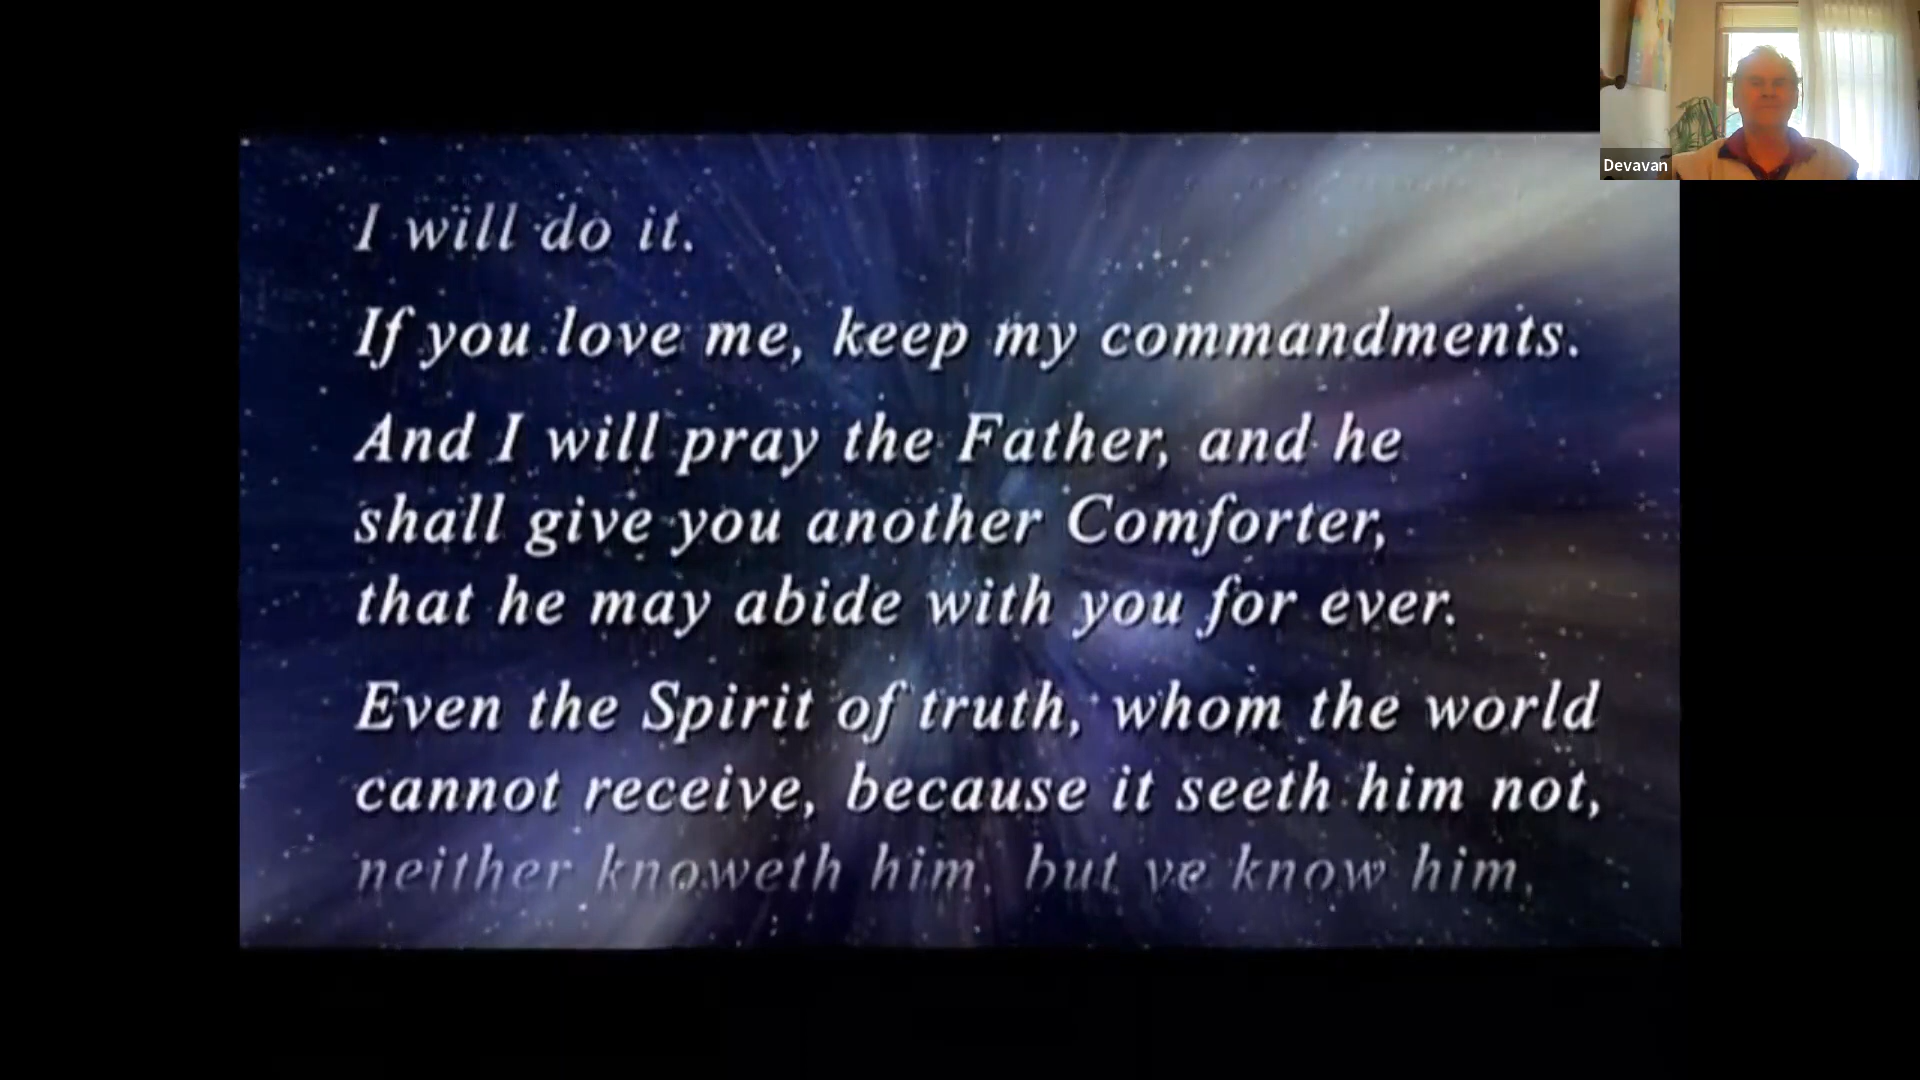 I will do it.
If you love me, keep my commandments.
And I will pray the Father, and he
shall give you another Comforter,
that he may abide with you for ever.
Even the Spirit of truth, whom the world
cannot receive, because it seeth him not,
neither knoweth him, but ye know him,
Devavan